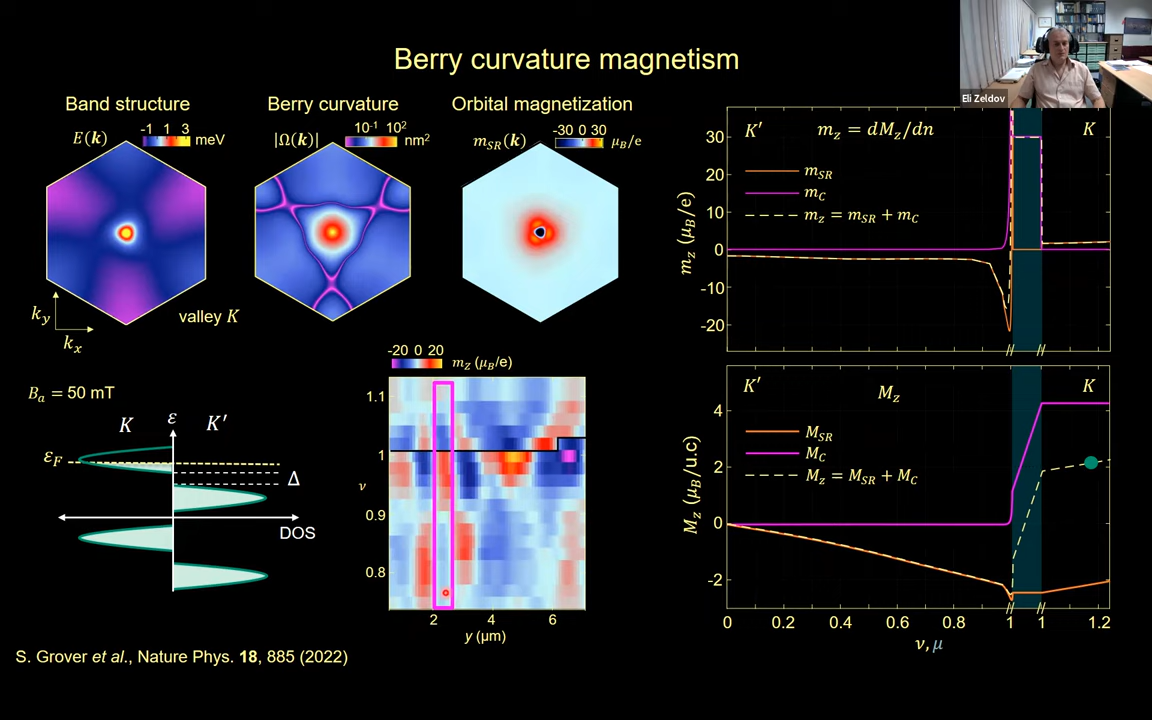 Berry curvature magnetism
Eli Zeldov
Band structure
Berry curvature
Orbital magnetization
E(k)
-1 1 3
meV
|Ω(k)|
10⁻¹ 10²
nm²
m_SR(k)
-30 0 30
μ_B/e
k_y
k_x
valley K
B_a = 50 mT
K
ε
K′
ε_F
Δ
DOS
-20 0 20
m_Z (μ_B/e)
1.1
1
ν
0.9
0.8
2 4 6
y (μm)
K′
m_z = dM_z/dn
K
m_SR
m_C
m_z = m_SR + m_C
m_z (μ_B/e)
30
20
10
0
-10
-20
K′
M_z
K
M_SR
M_C
M_z = M_SR + M_C
M_z (μ_B/u.c)
4
2
0
-2
0 0.2 0.4 0.6 0.8 1 1 1.2
ν, μ
S. Grover et al., Nature Phys. 18, 885 (2022)